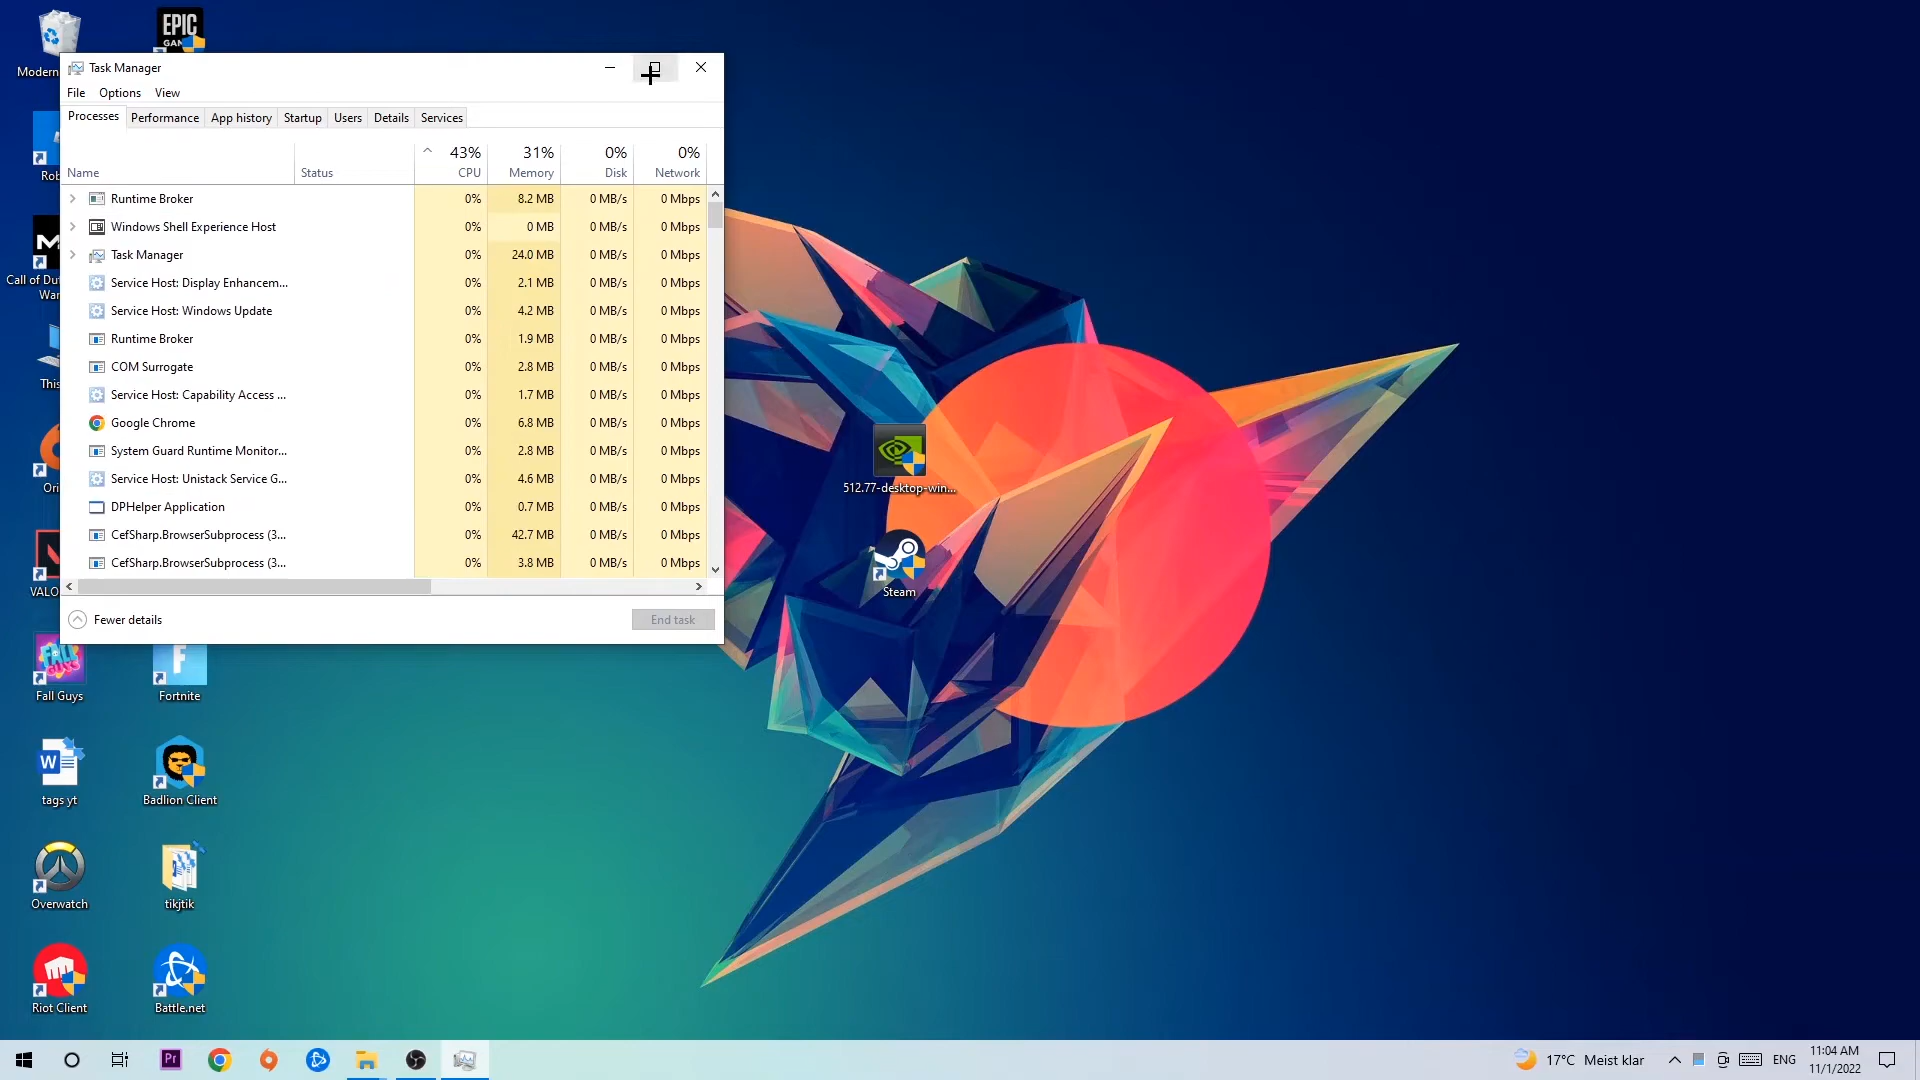 Modern
EPIC
GAM
Task Manager
File Options View
Processes Performance App history Startup Users Details Services
43% 31% 0% 0%
Name Status CPU Memory Disk Network
Runtime Broker 0% 8.2 MB 0 MB/s 0 Mbps
Windows Shell Experience Host 0% 0 MB 0 MB/s 0 Mbps
Task Manager 0% 24.0 MB 0 MB/s 0 Mbps
Service Host: Display Enhancem... 0% 2.1 MB 0 MB/s 0 Mbps
Service Host: Windows Update 0% 4.2 MB 0 MB/s 0 Mbps
Runtime Broker 0% 1.9 MB 0 MB/s 0 Mbps
COM Surrogate 0% 2.8 MB 0 MB/s 0 Mbps
Service Host: Capability Access ... 0% 1.7 MB 0 MB/s 0 Mbps
Google Chrome 0% 6.8 MB 0 MB/s 0 Mbps
System Guard Runtime Monitor... 0% 2.8 MB 0 MB/s 0 Mbps
Service Host: Unistack Service G... 0% 4.6 MB 0 MB/s 0 Mbps
DPHelper Application 0% 0.7 MB 0 MB/s 0 Mbps
CefSharp.BrowserSubprocess (3... 0% 42.7 MB 0 MB/s 0 Mbps
CefSharp.BrowserSubprocess (3... 0% 3.8 MB 0 MB/s 0 Mbps
Fewer details End task
Rob
M
Call of Du
War
This
Ori
VALO
512.77-desktop-win...
Steam
FALL
GUYS
Fall Guys
F
Fortnite
W
tags yt
Badlion Client
Overwatch
tikjtik
Riot Client
Battle.net
Pr
17°C Meist klar
ENG
11:04 AM
11/1/2022